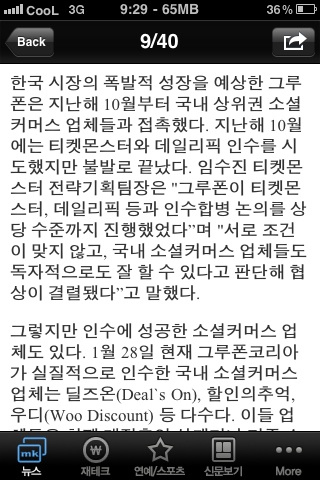 CooL 3G 9:29 - 65MB 36%
Back 9/40
한국 시장의 폭발적 성장을 예상한 그루
폰은 지난해 10월부터 국내 상위권 소셜
커머스 업체들과 접촉했다. 지난해 10월
에는 티켓몬스터와 데일리픽 인수를 시
도했지만 불발로 끝났다. 임수진 티켓몬
스터 전략기획팀장은 "그루폰이 티켓몬
스터, 데일리픽 등과 인수합병 논의를 상
당 수준까지 진행했었다”며 "서로 조건
이 맞지 않고, 국내 소셜커머스 업체들도
독자적으로도 잘 할 수 있다고 판단해 협
상이 결렬됐다”고 말했다.
그렇지만 인수에 성공한 소셜커머스 업
체도 있다. 1월 28일 현재 그루폰코리아
가 실질적으로 인수한 국내 소셜커머스
업체는 딜즈온(Deal`s On), 할인의추억,
우디(Woo Discount) 등 다수다. 이들 업
mk ₩
뉴스 재테크 연예/스포츠 신문보기 More